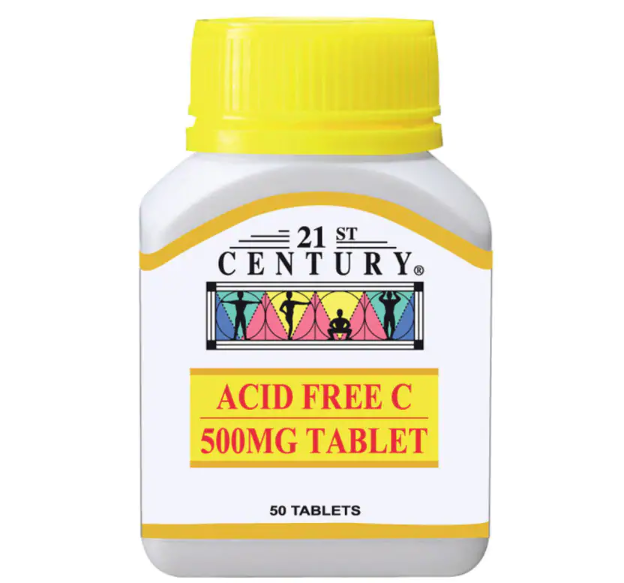 21 ST
CENTURY®
ACID FREE C
500MG TABLET
50 TABLETS